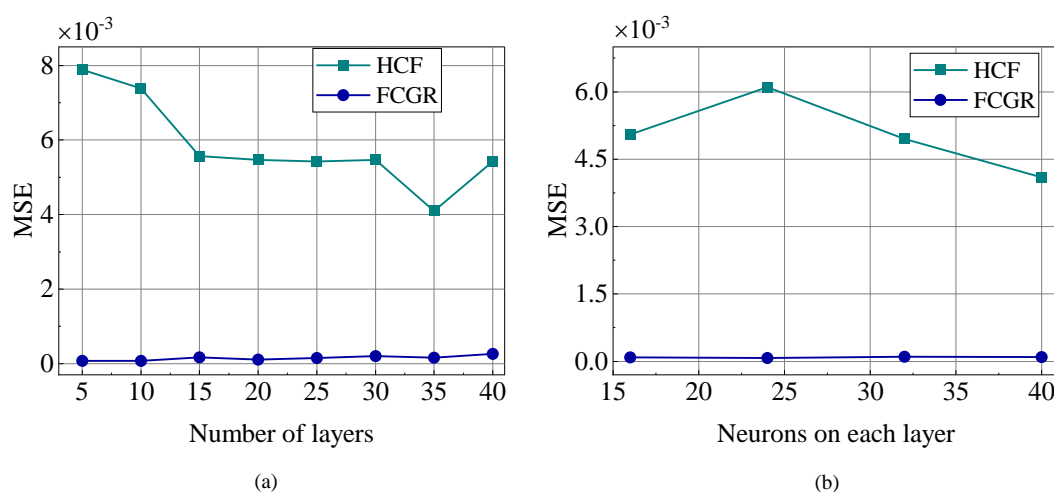 ×10⁻³
8
6
4
2
0
MSE
HCF
FCGR
5 10 15 20 25 30 35 40
Number of layers
(a)
×10⁻³
6.0
4.5
3.0
1.5
0.0
MSE
HCF
FCGR
15 20 25 30 35 40
Neurons on each layer
(b)